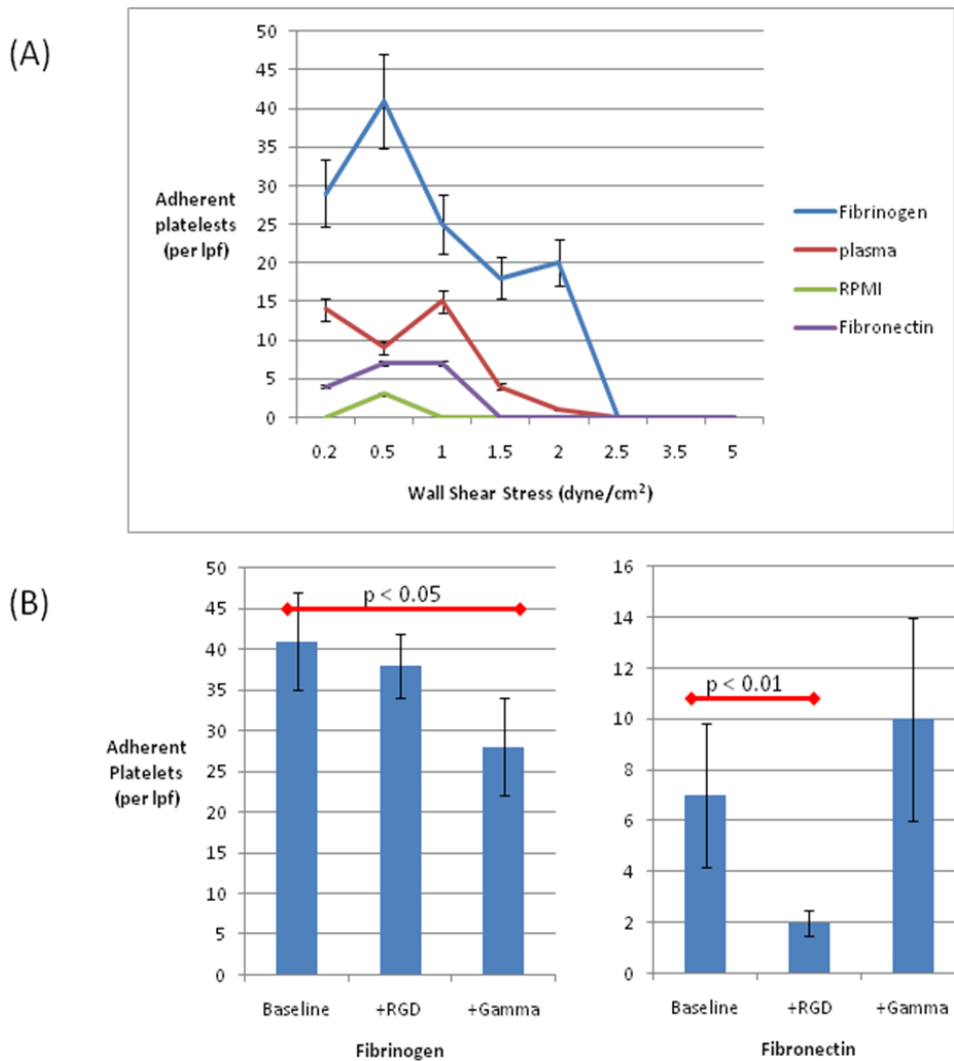 (A)
50
45
40
35
30
25
20
15
10
5
0
Adherent
platelests
(per lpf)
0.2 0.5 1 1.5 2 2.5 3.5 5
Wall Shear Stress (dyne/cm²)
Fibrinogen
plasma
RPMI
Fibronectin
(B)
50
45
40
35
30
25
20
15
10
5
0
Adherent
Platelets
(per lpf)
p < 0.05
Baseline +RGD +Gamma
Fibrinogen
16
14
12
10
8
6
4
2
0
p < 0.01
Baseline +RGD +Gamma
Fibronectin